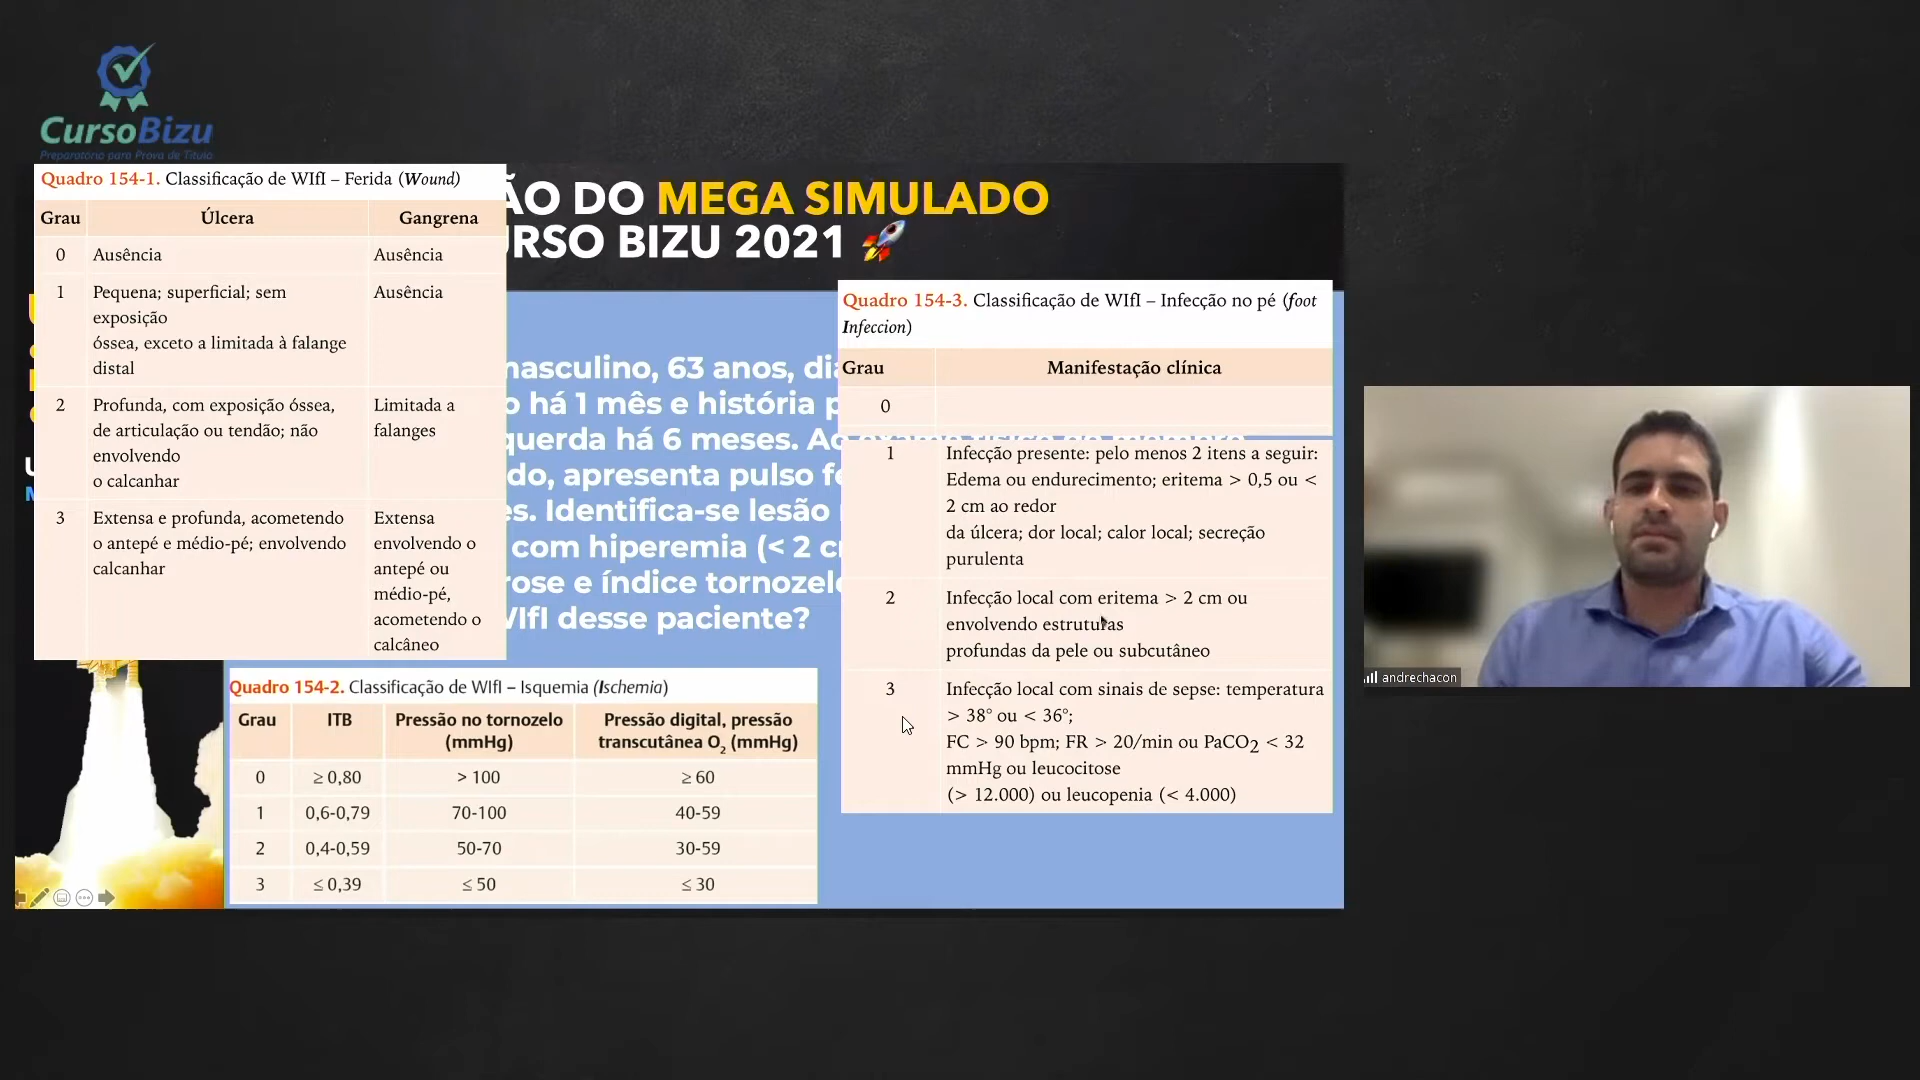 CursoBizu
Preparatório para Prova de Título
ÃO DO MEGA SIMULADO
RSO BIZU 2021
Quadro 154-1. Classificação de WIfI – Ferida (Wound)
Grau Úlcera Gangrena
0 Ausência Ausência
1 Pequena; superficial; sem Ausência
exposição
óssea, exceto a limitada à falange
distal
2 Profunda, com exposição óssea, Limitada a
de articulação ou tendão; não falanges
envolvendo
o calcanhar
3 Extensa e profunda, acometendo Extensa
o antepé e médio-pé; envolvendo envolvendo o
calcanhar antepé ou
médio-pé,
acometendo o
calcâneo
masculino, 63 anos, dia
o há 1 mês e história p
querda há 6 meses. Ao exame físico do membro
do, apresenta pulso fe
es. Identifica-se lesão
com hiperemia (< 2 c
rose e índice tornozelo
WIfI desse paciente?
Quadro 154-3. Classificação de WIfI – Infecção no pé (foot
Infeccion)
Grau Manifestação clínica
0
1 Infecção presente: pelo menos 2 itens a seguir:
Edema ou endurecimento; eritema > 0,5 ou <
2 cm ao redor
da úlcera; dor local; calor local; secreção
purulenta
2 Infecção local com eritema > 2 cm ou
envolvendo estruturas
profundas da pele ou subcutâneo
3 Infecção local com sinais de sepse: temperatura
> 38° ou < 36°;
FC > 90 bpm; FR > 20/min ou PaCO2 < 32
mmHg ou leucocitose
(> 12.000) ou leucopenia (< 4.000)
Quadro 154-2. Classificação de WIfI – Isquemia (Ischemia)
Grau ITB Pressão no tornozelo Pressão digital, pressão
(mmHg) transcutânea O2 (mmHg)
0 ≥ 0,80 > 100 ≥ 60
1 0,6-0,79 70-100 40-59
2 0,4-0,59 50-70 30-59
3 ≤ 0,39 ≤ 50 ≤ 30
andrechacon